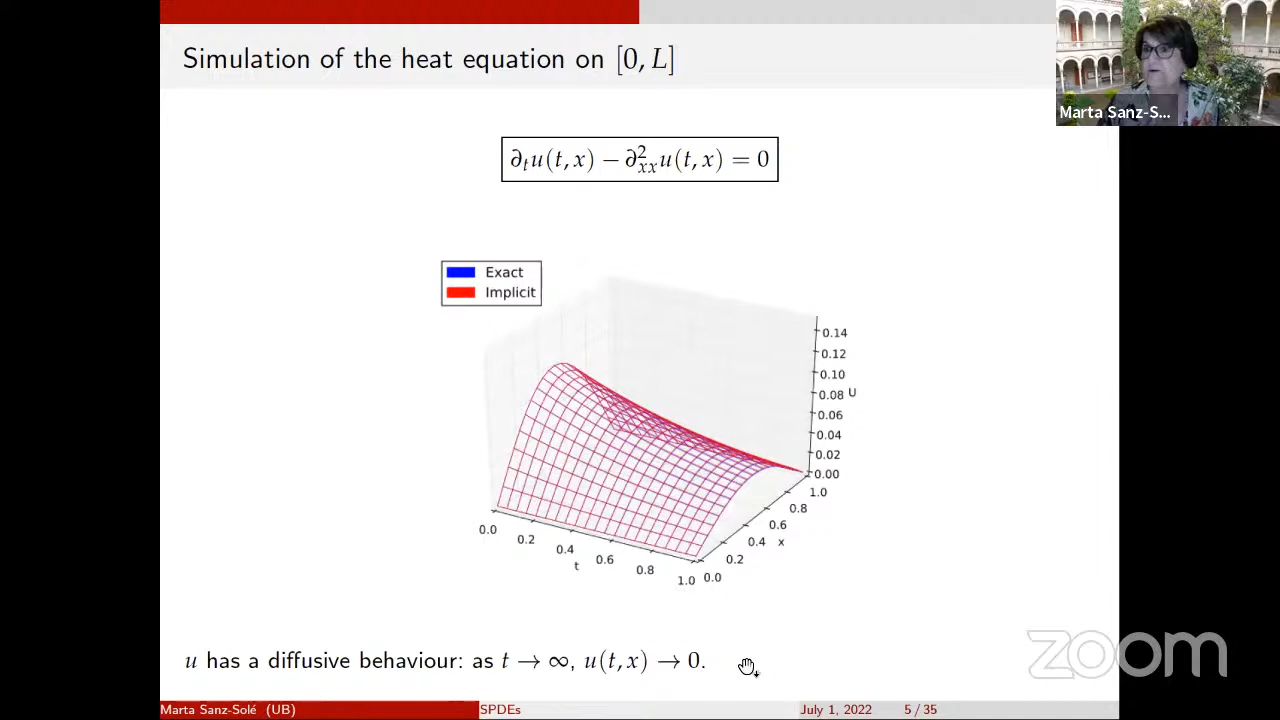 Simulation of the heat equation on [0, L]
Marta Sanz-S...
∂ₜu(t, x) − ∂²ₓₓu(t, x) = 0
Exact
Implicit
0.14
0.12
0.10
0.08 U
0.06
0.04
0.02
0.00
0.0 0.2 0.4 0.6 0.8 1.0
t
0.0 0.2 0.4 0.6 0.8 1.0
x
u has a diffusive behaviour: as t → ∞, u(t, x) → 0.
zoom
Marta Sanz-Solé (UB) SPDEs July 1, 2022 5 / 35